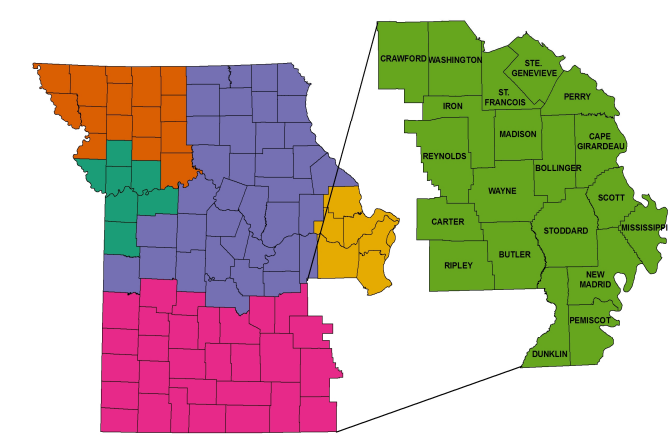 CRAWFORD
WASHINGTON
STE.
GENEVIEVE
ST.
FRANCOIS
PERRY
IRON
MADISON
CAPE
GIRARDEAU
REYNOLDS
BOLLINGER
WAYNE
SCOTT
CARTER
STODDARD
MISSISSIPPI
RIPLEY
BUTLER
NEW
MADRID
PEMISCOT
DUNKLIN